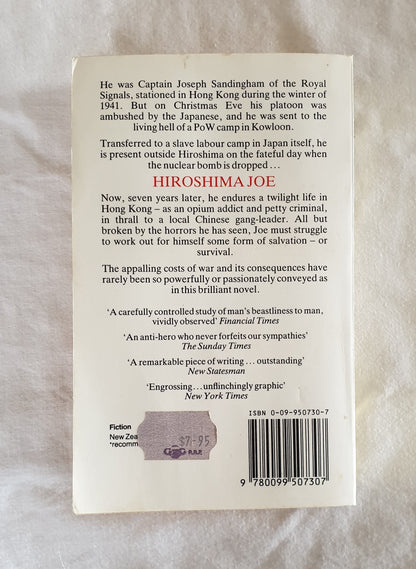 He was Captain Joseph Sandingham of the Royal
Signals, stationed in Hong Kong during the winter of
1941. But on Christmas Eve his platoon was
ambushed by the Japanese, and he was sent to the
living hell of a PoW camp in Kowloon.
Transferred to a slave labour camp in Japan itself, he
is present outside Hiroshima on the fateful day when
the nuclear bomb is dropped...
HIROSHIMA JOE
Now, seven years later, he endures a twilight life in
Hong Kong – as an opium addict and petty criminal,
in thrall to a local Chinese gang-leader. All but
broken by the horrors he has seen, Joe must struggle
to work out for himself some form of salvation – or
survival.
The appalling costs of war and its consequences have
rarely been so powerfully or passionately conveyed as
in this brilliant novel.
‘A carefully controlled study of man's beastliness to man,
vividly observed’ Financial Times
‘An anti-hero who never forfeits our sympathies’
The Sunday Times
‘A remarkable piece of writing ... outstanding’
New Statesman
‘Engrossing ... unflinchingly graphic’
New York Times
Fiction
New Zea
*recomm
$7-95
R.R.P.
ISBN 0-09-950730-7
9 780099 507307